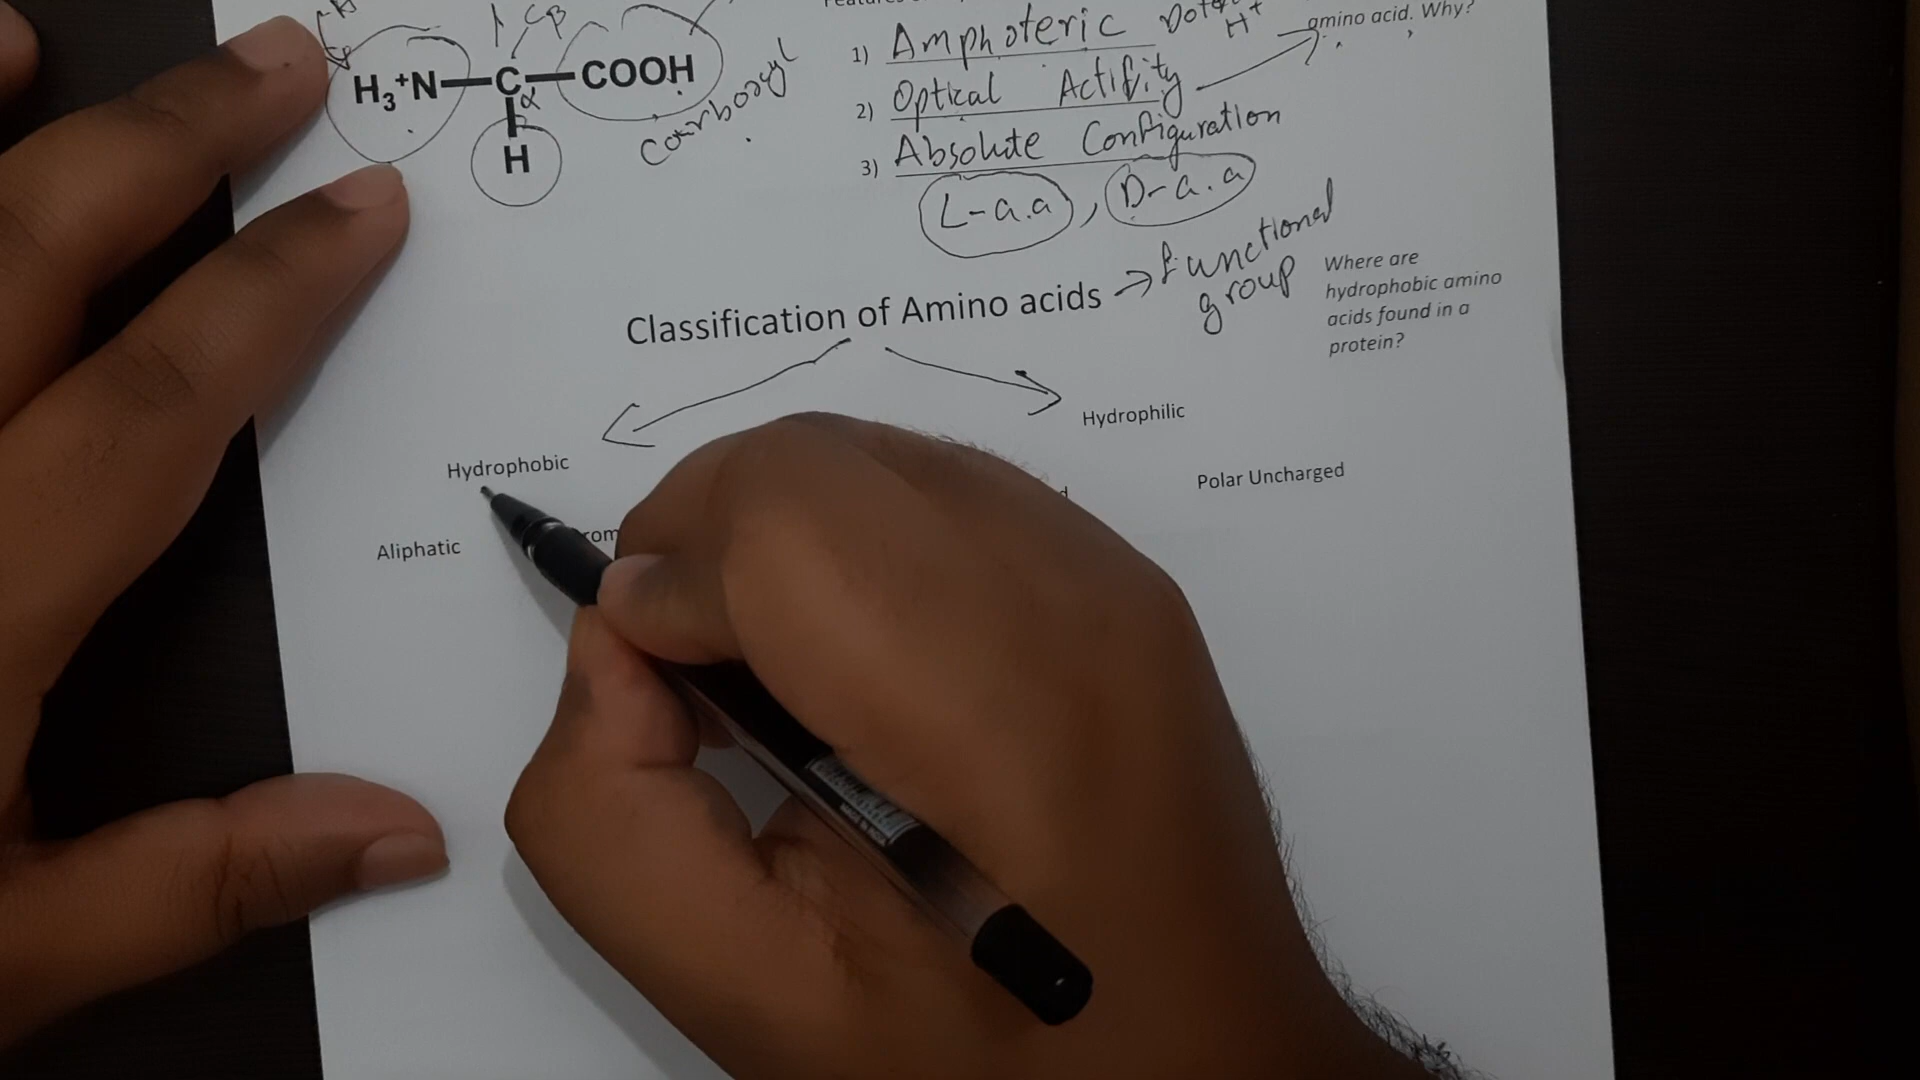 Cβ
H₃⁺N—C—COOH
α
H
Carboxyl
1) Amphoteric
H⁺
amino acid. Why?
2) Optical Actifity
3) Absolute Configuration
L-a.a , D-a.a
Classification of Amino acids → functional group
Where are
hydrophobic amino
acids found in a
protein?
Hydrophobic
Hydrophilic
Polar Uncharged
Aliphatic